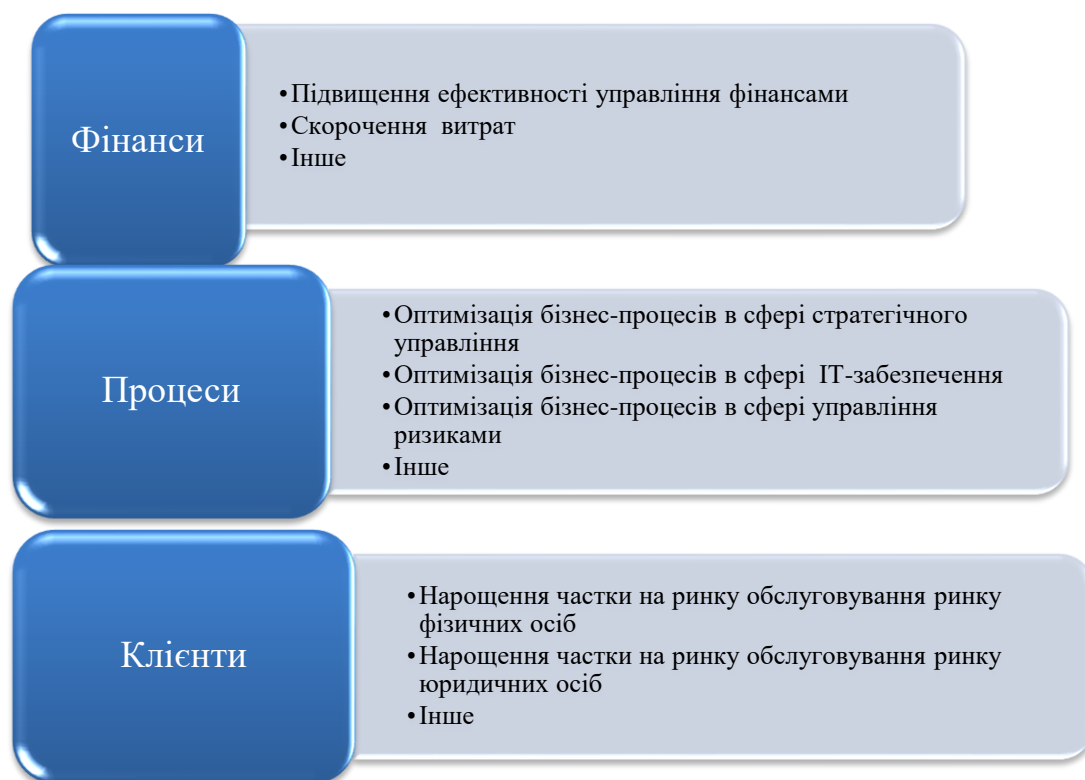 Фінанси
•Підвищення ефективності управління фінансами
•Скорочення витрат
•Інше
Процеси
•Оптимізація бізнес-процесів в сфері стратегічного
управління
•Оптимізація бізнес-процесів в сфері ІТ-забезпечення
•Оптимізація бізнес-процесів в сфері управління
ризиками
•Інше
Клієнти
•Нарощення частки на ринку обслуговування ринку
фізичних осіб
•Нарощення частки на ринку обслуговування ринку
юридичних осіб
•Інше